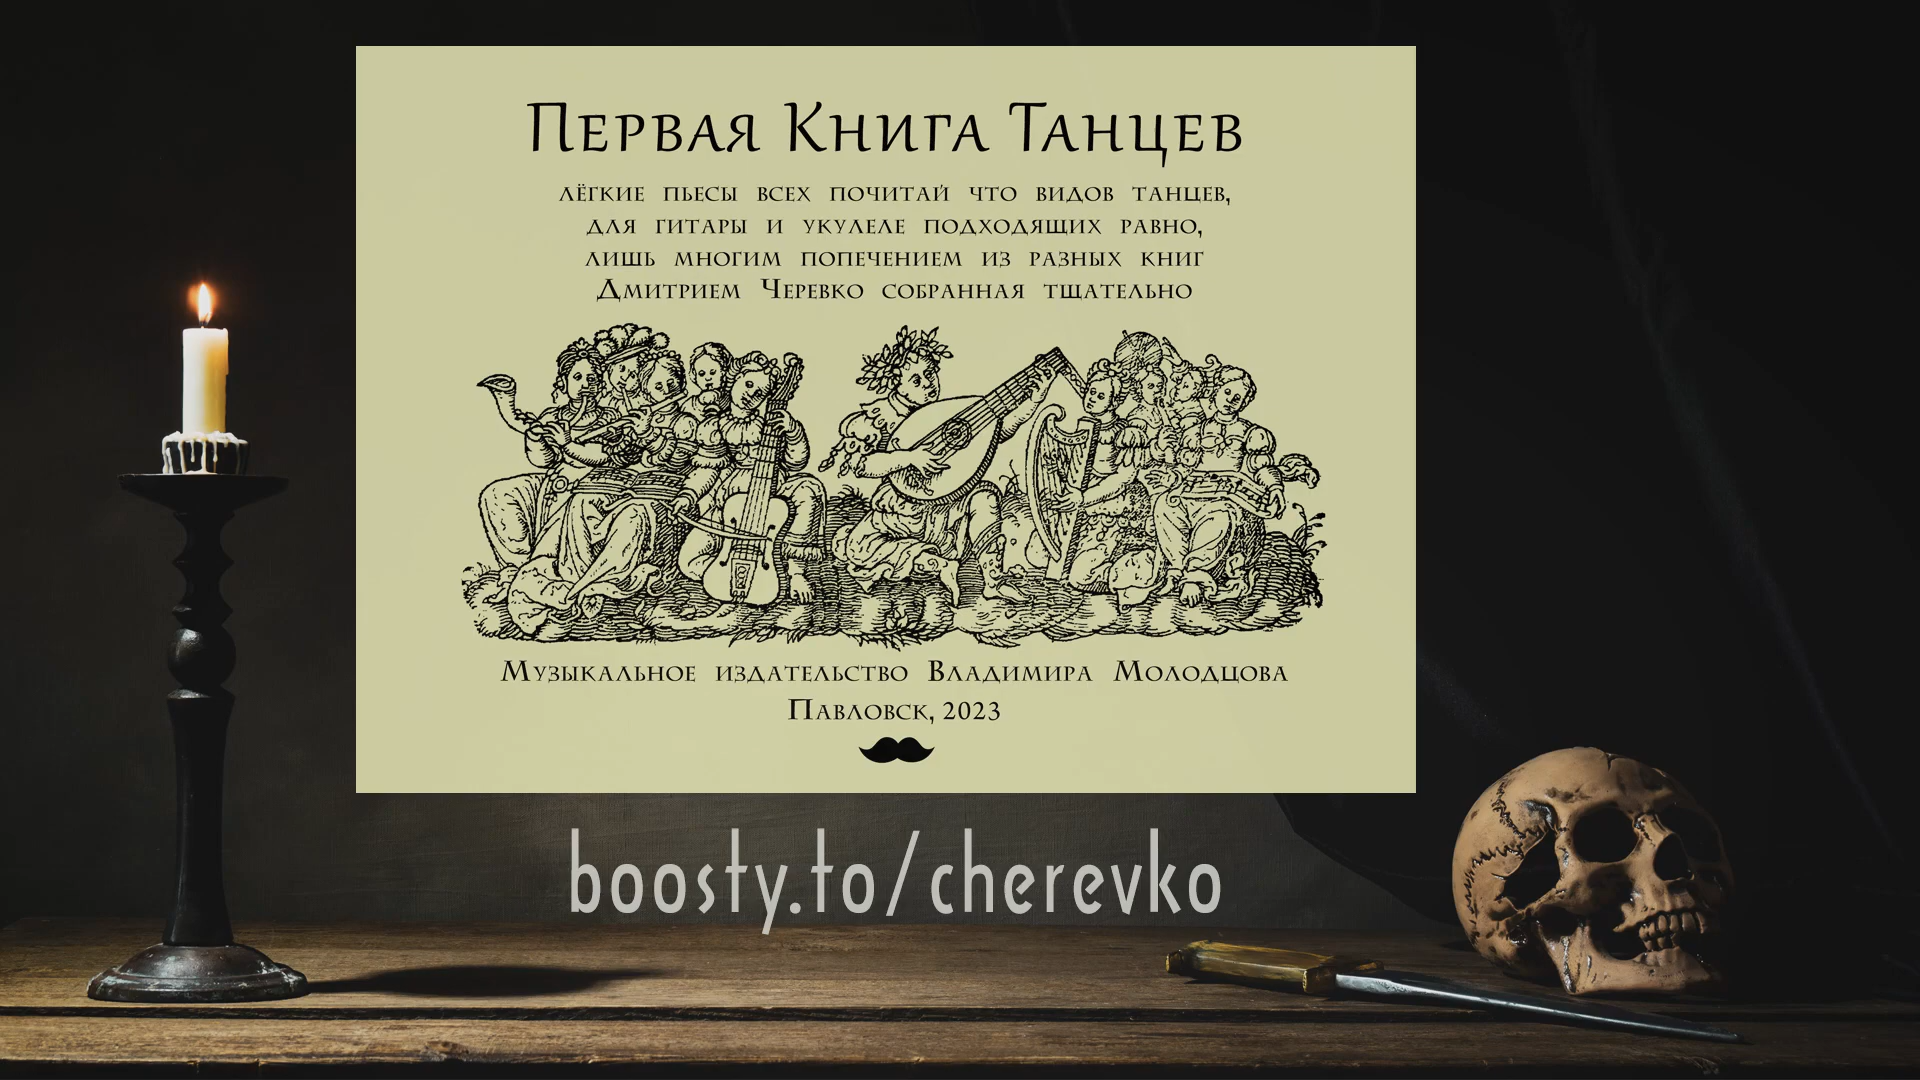 Первая Книга Танцев
лёгкие пьесы всех почитай что видов танцев,
для гитары и укулеле подходящих равно,
лишь многим попечением из разных книг
Дмитрием Черевко собранная тщательно
Музыкальное издательство Владимира Молодцова
Павловск, 2023
boosty.to/cherevko